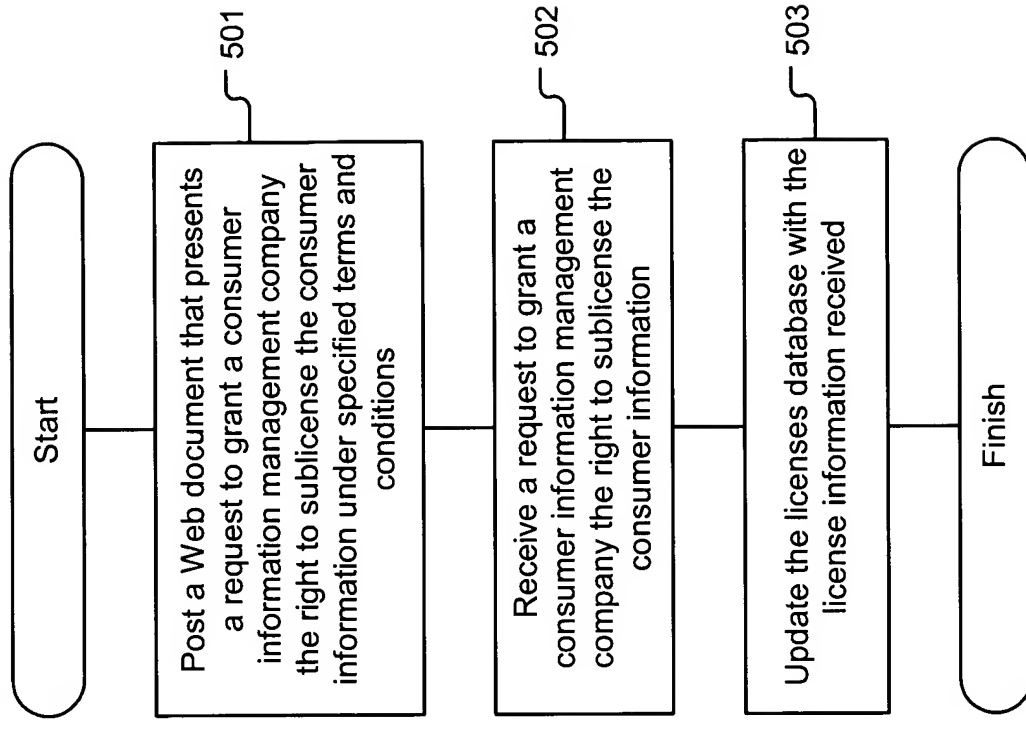 Start
Post a Web document that presents
a request to grant a consumer
information management company
the right to sublicense the consumer
information under specified terms and
conditions
501
Receive a request to grant a
consumer information management
company the right to sublicense the
consumer information
502
Update the licenses database with the
license information received
503
Finish